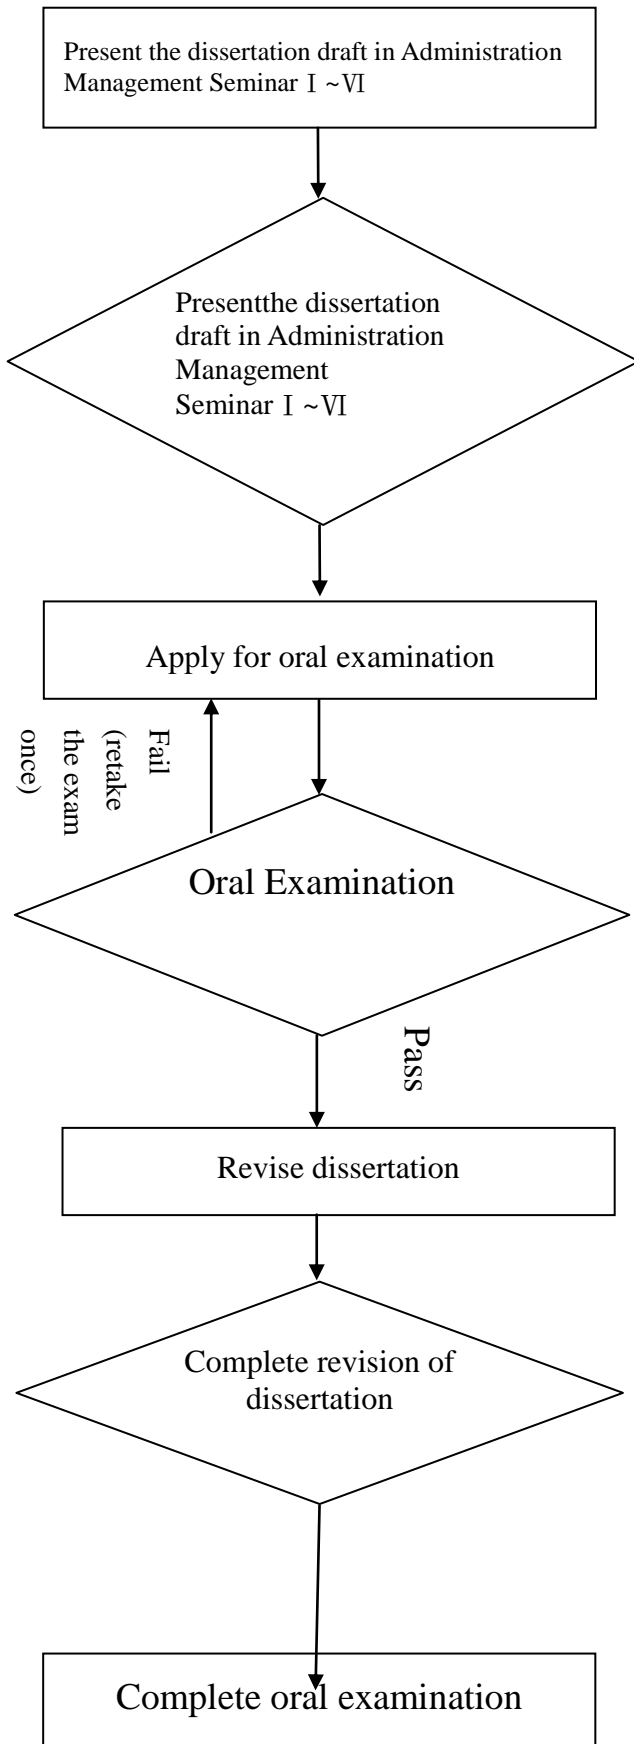 Present the dissertation draft in Administration
Management Seminar Ⅰ~Ⅵ
Presentthe dissertation
draft in Administration
Management
Seminar Ⅰ~Ⅵ
Apply for oral examination
Fail
(retake
the exam
once)
Oral Examination
Pass
Revise dissertation
Complete revision of
dissertation
Complete oral examination